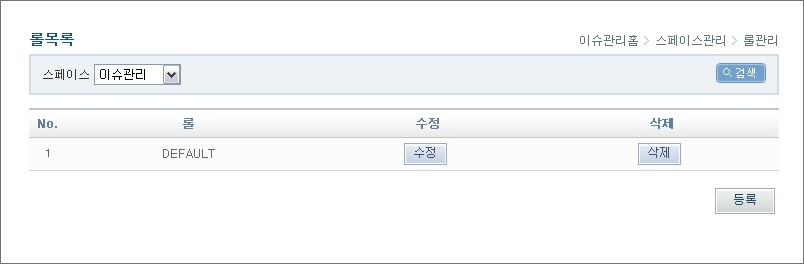 롤목록 이슈관리홈 > 스페이스관리 > 롤관리
스페이스 이슈관리 검색
No. 롤 수정 삭제
1 DEFAULT 수정 삭제
등록